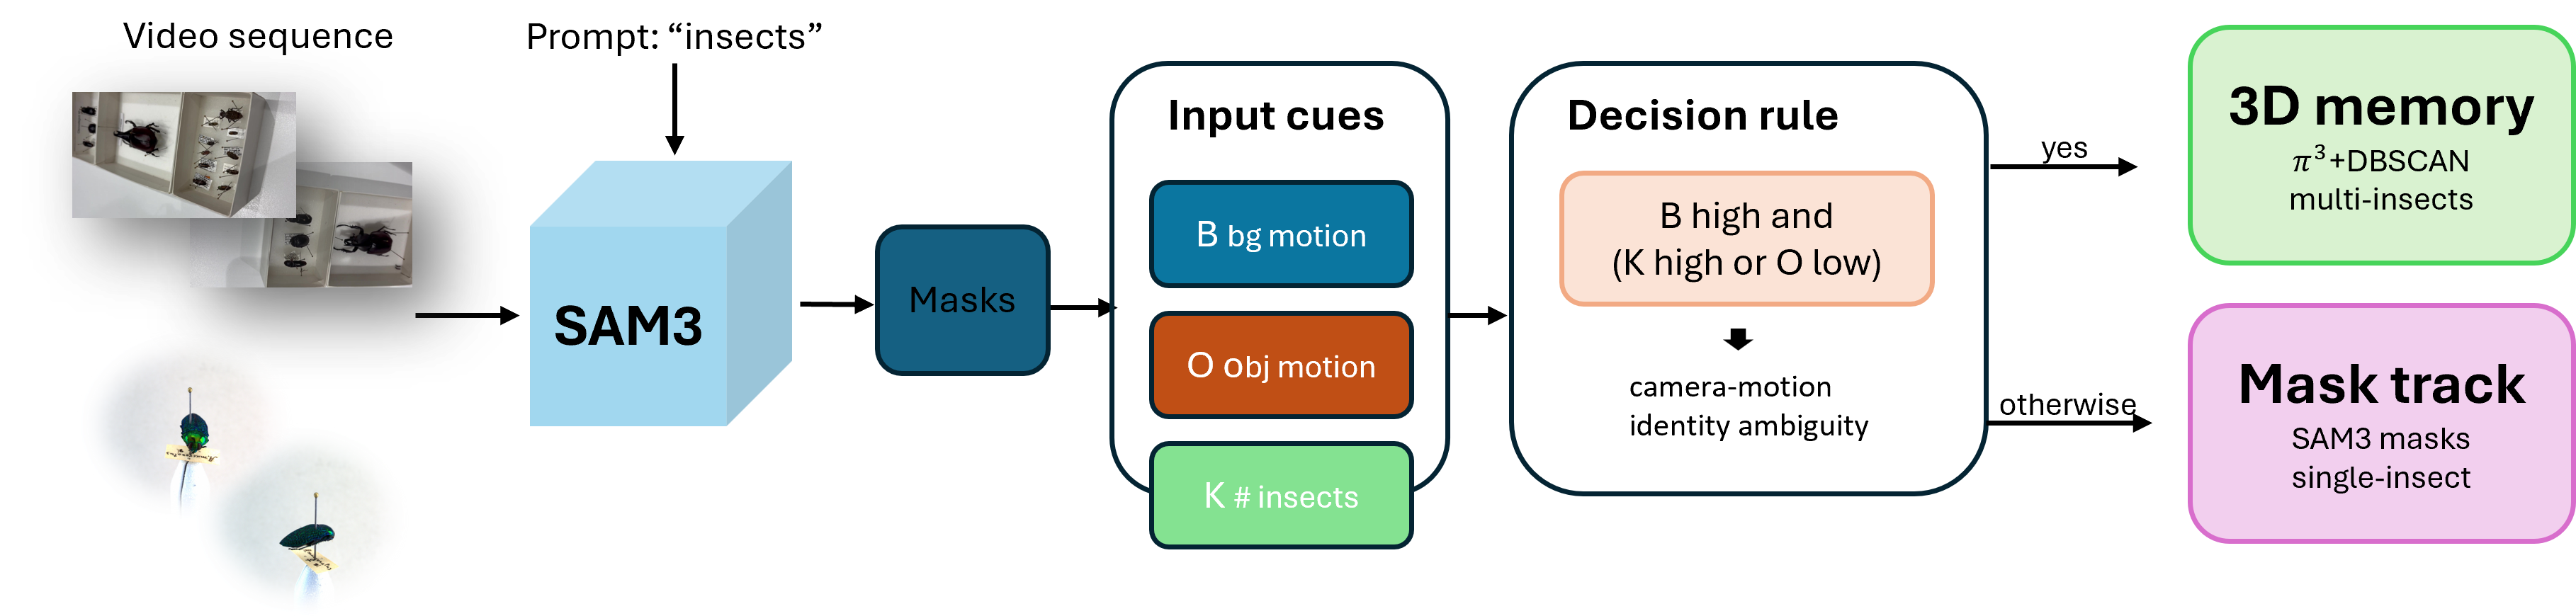 Video sequence
Prompt: “insects”
SAM3
Masks
Input cues
B bg motion
O obj motion
K # insects
Decision rule
B high and
(K high or O low)
camera-motion
identity ambiguity
yes
otherwise
3D memory
π³+DBSCAN
multi-insects
Mask track
SAM3 masks
single-insect